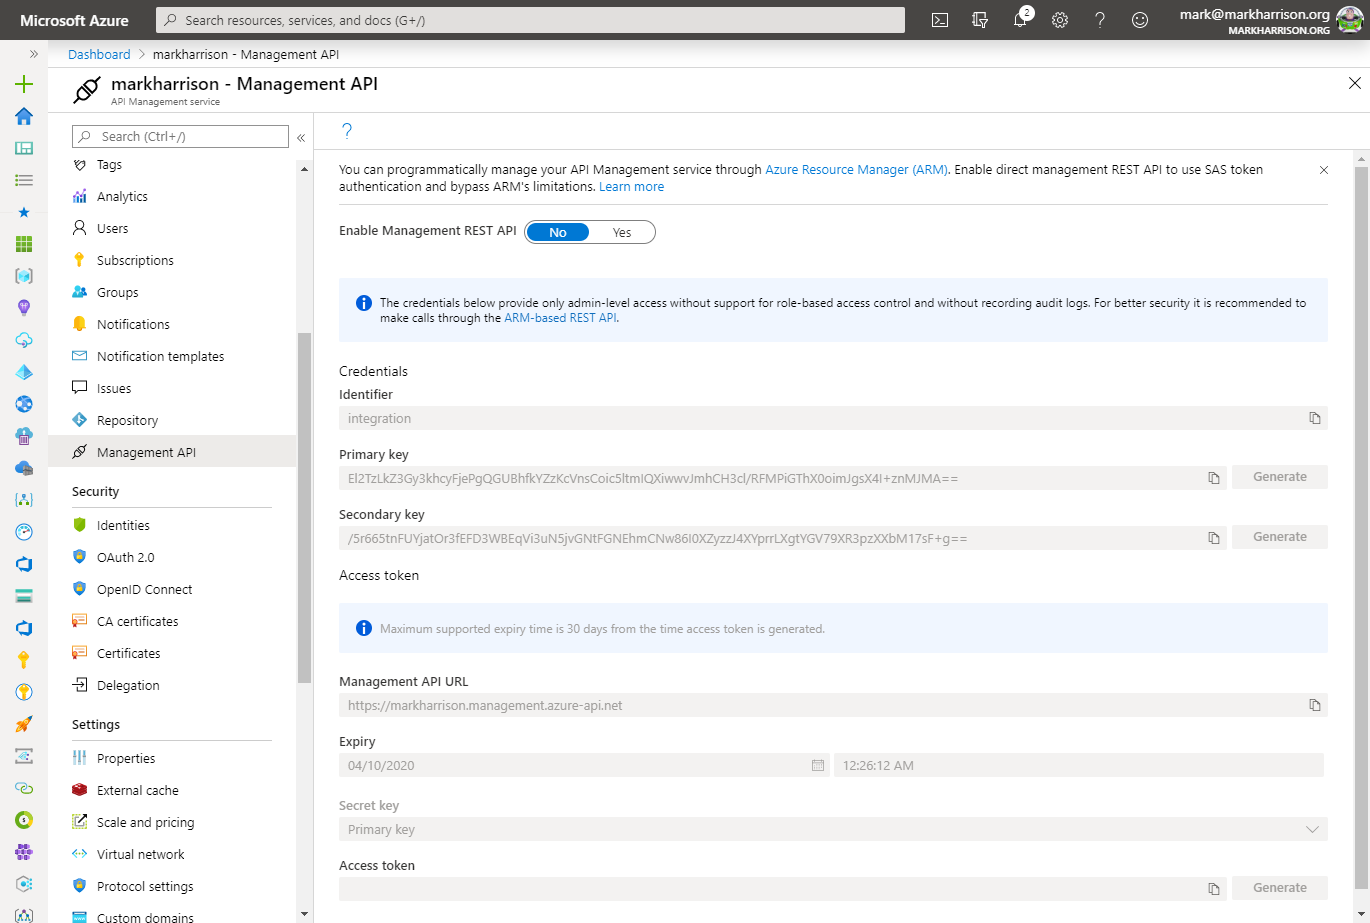 Microsoft Azure
Search resources, services, and docs (G+/)
2
mark@markharrison.org
MARKHARRISON.ORG
Dashboard > markharrison - Management API
markharrison - Management API
API Management service
Search (Ctrl+/)
Tags
Analytics
Users
Subscriptions
Groups
Notifications
Notification templates
Issues
Repository
Management API
Security
Identities
OAuth 2.0
OpenID Connect
CA certificates
Certificates
Delegation
Settings
Properties
External cache
Scale and pricing
Virtual network
Protocol settings
Custom domains
You can programmatically manage your API Management service through Azure Resource Manager (ARM). Enable direct management REST API to use SAS token
authentication and bypass ARM's limitations. Learn more
Enable Management REST API No Yes
The credentials below provide only admin-level access without support for role-based access control and without recording audit logs. For better security it is recommended to
make calls through the ARM-based REST API.
Credentials
Identifier
integration
Primary key
Generate
Secondary key
Generate
Access token
Maximum supported expiry time is 30 days from the time access token is generated.
Management API URL
https://markharrison.management.azure-api.net
Expiry
04/10/2020 12:26:12 AM
Secret key
Primary key
Access token
Generate